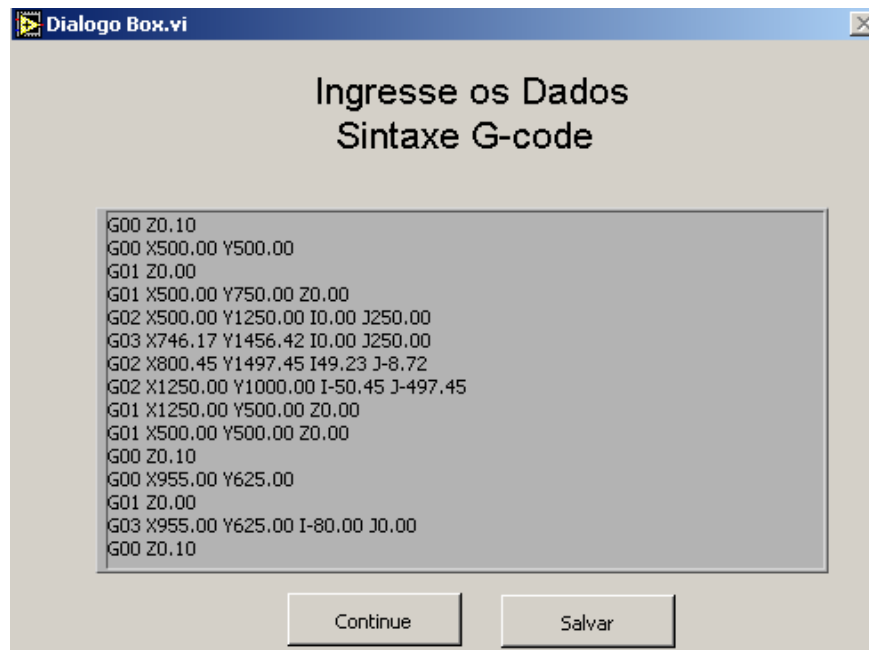 Dialogo Box.vi
Ingresse os Dados
Sintaxe G-code
G00 Z0.10
G00 X500.00 Y500.00
G01 Z0.00
G01 X500.00 Y750.00 Z0.00
G02 X500.00 Y1250.00 I0.00 J250.00
G03 X746.17 Y1456.42 I0.00 J250.00
G02 X800.45 Y1497.45 I49.23 J-8.72
G02 X1250.00 Y1000.00 I-50.45 J-497.45
G01 X1250.00 Y500.00 Z0.00
G01 X500.00 Y500.00 Z0.00
G00 Z0.10
G00 X955.00 Y625.00
G01 Z0.00
G03 X955.00 Y625.00 I-80.00 J0.00
G00 Z0.10
Continue
Salvar